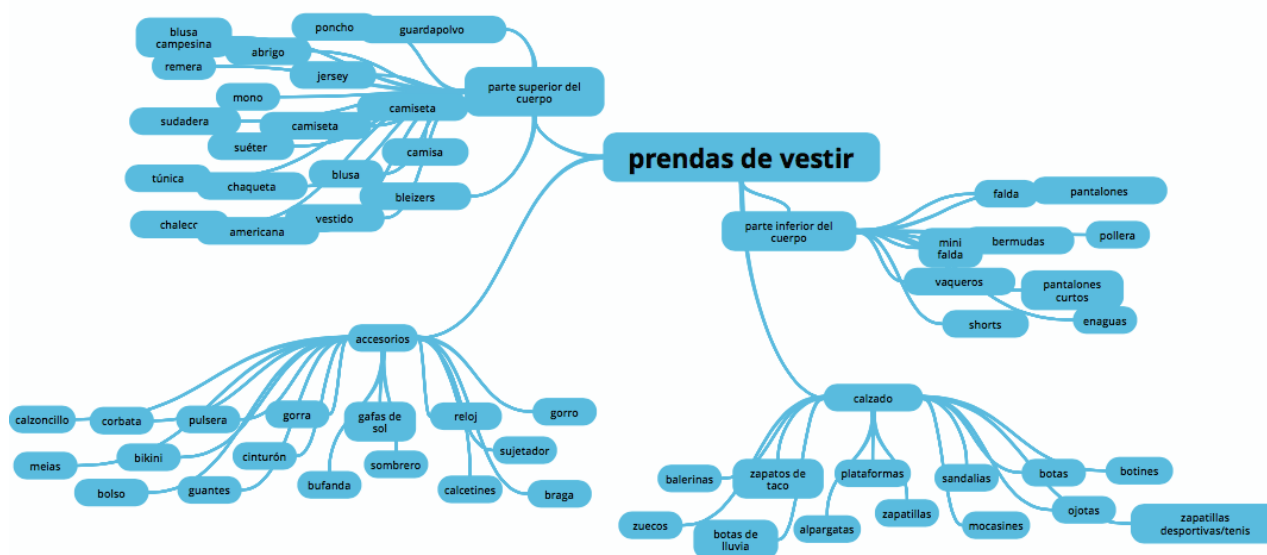 blusa
campesina
poncho
guardapolvo
abrigo
remera
jersey
mono
camiseta
parte superior del
cuerpo
sudadera
camiseta
suéter
camisa
túnica
chaqueta
blusa
bleizers
chaleco
americana
vestido
prendas de vestir
falda
pantalones
parte inferior del
cuerpo
mini
falda
bermudas
pollera
vaqueros
pantalones
curtos
shorts
enaguas
accesorios
calzoncillo
corbata
pulsera
gorra
gafas de
sol
reloj
gorro
meias
bikini
cinturón
sombrero
sujetador
bolso
guantes
bufanda
calcetines
braga
calzado
balerinas
zapatos de
taco
plataformas
sandalias
botas
botines
zuecos
botas de
lluvia
alpargatas
zapatillas
mocasines
ojotas
zapatillas
desportivas/tenis